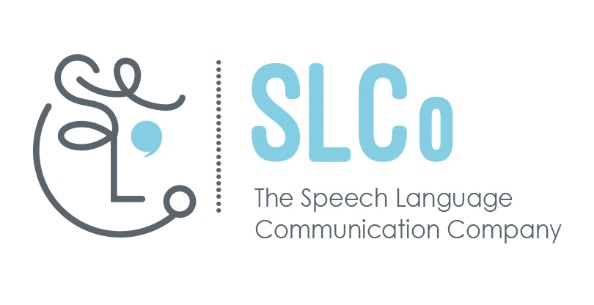 SLCo
The Speech Language
Communication Company